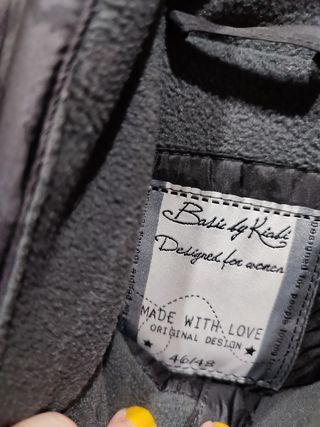 Basic by Kiabi
Designed for women
MADE WITH LOVE
ORIGINAL DESIGN
46/48